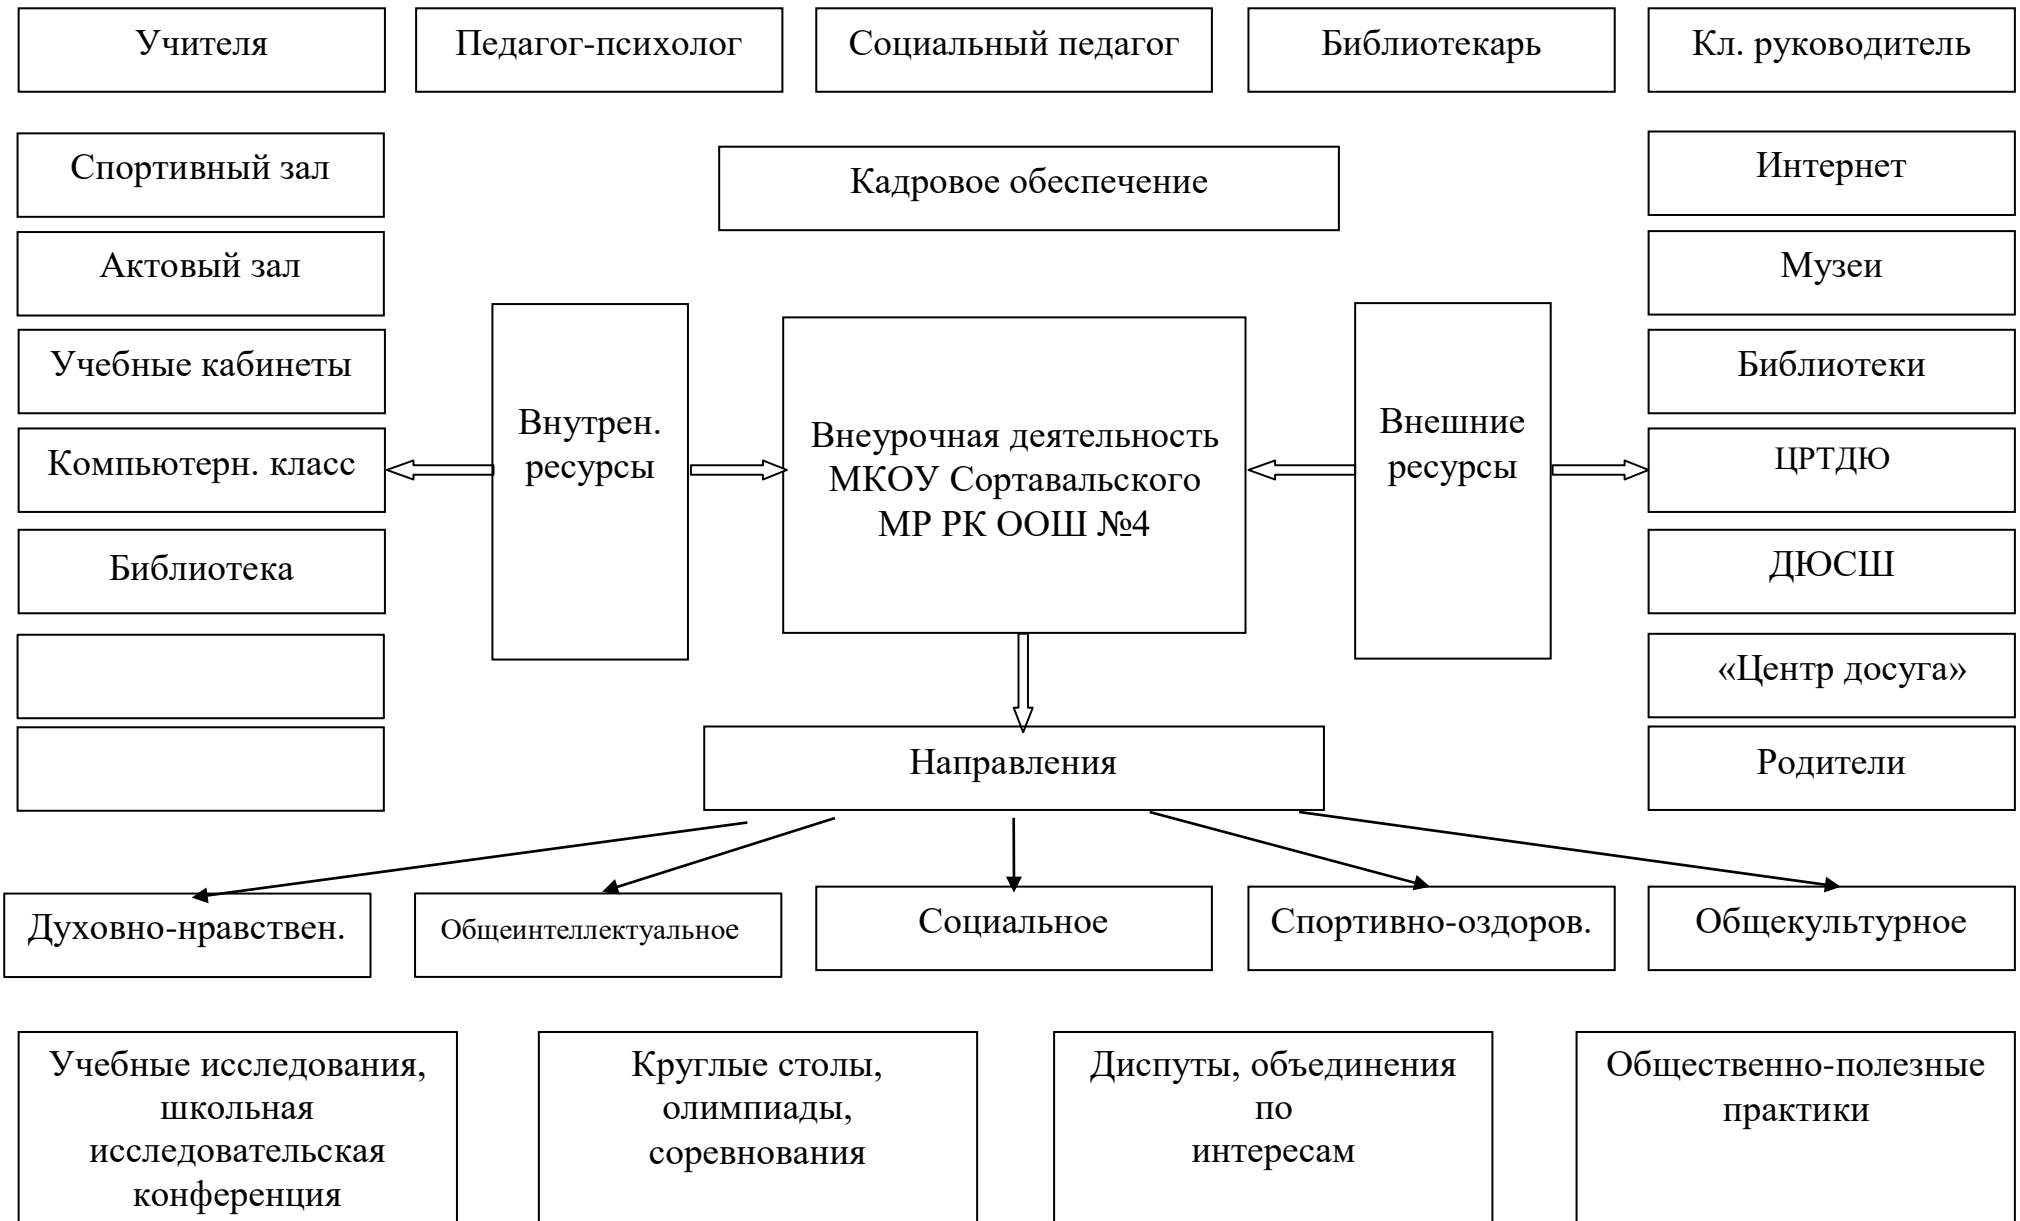 Учителя
Педагог-психолог
Социальный педагог
Библиотекарь
Кл. руководитель
Спортивный зал
Кадровое обеспечение
Интернет
Актовый зал
Музеи
Учебные кабинеты
Библиотеки
Внутрен.
ресурсы
Внеурочная деятельность
МКОУ Сортавальского
МР РК ООШ №4
Внешние
ресурсы
Компьютерн. класс
ЦРТДЮ
Библиотека
ДЮСШ
«Центр досуга»
Направления
Родители
Духовно-нравствен.
Общеинтеллектуальное
Социальное
Спортивно-оздоров.
Общекультурное
Учебные исследования,
школьная
исследовательская
конференция
Круглые столы,
олимпиады,
соревнования
Диспуты, объединения
по
интересам
Общественно-полезные
практики